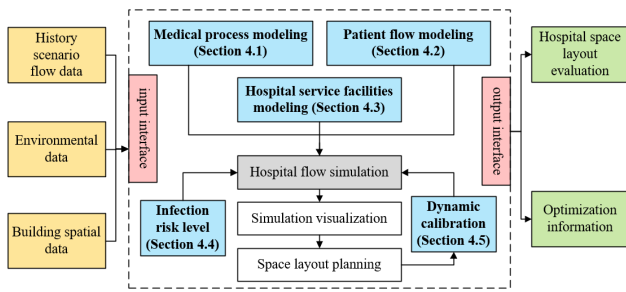 History
scenario
flow data
Environmental
data
Building spatial
data
input interface
Medical process modeling
(Section 4.1)
Patient flow modeling
(Section 4.2)
Hospital service facilities
modeling (Section 4.3)
Hospital flow simulation
Infection
risk level
(Section 4.4)
Simulation visualization
Space layout planning
Dynamic
calibration
(Section 4.5)
output interface
Hospital space
layout
evaluation
Optimization
information